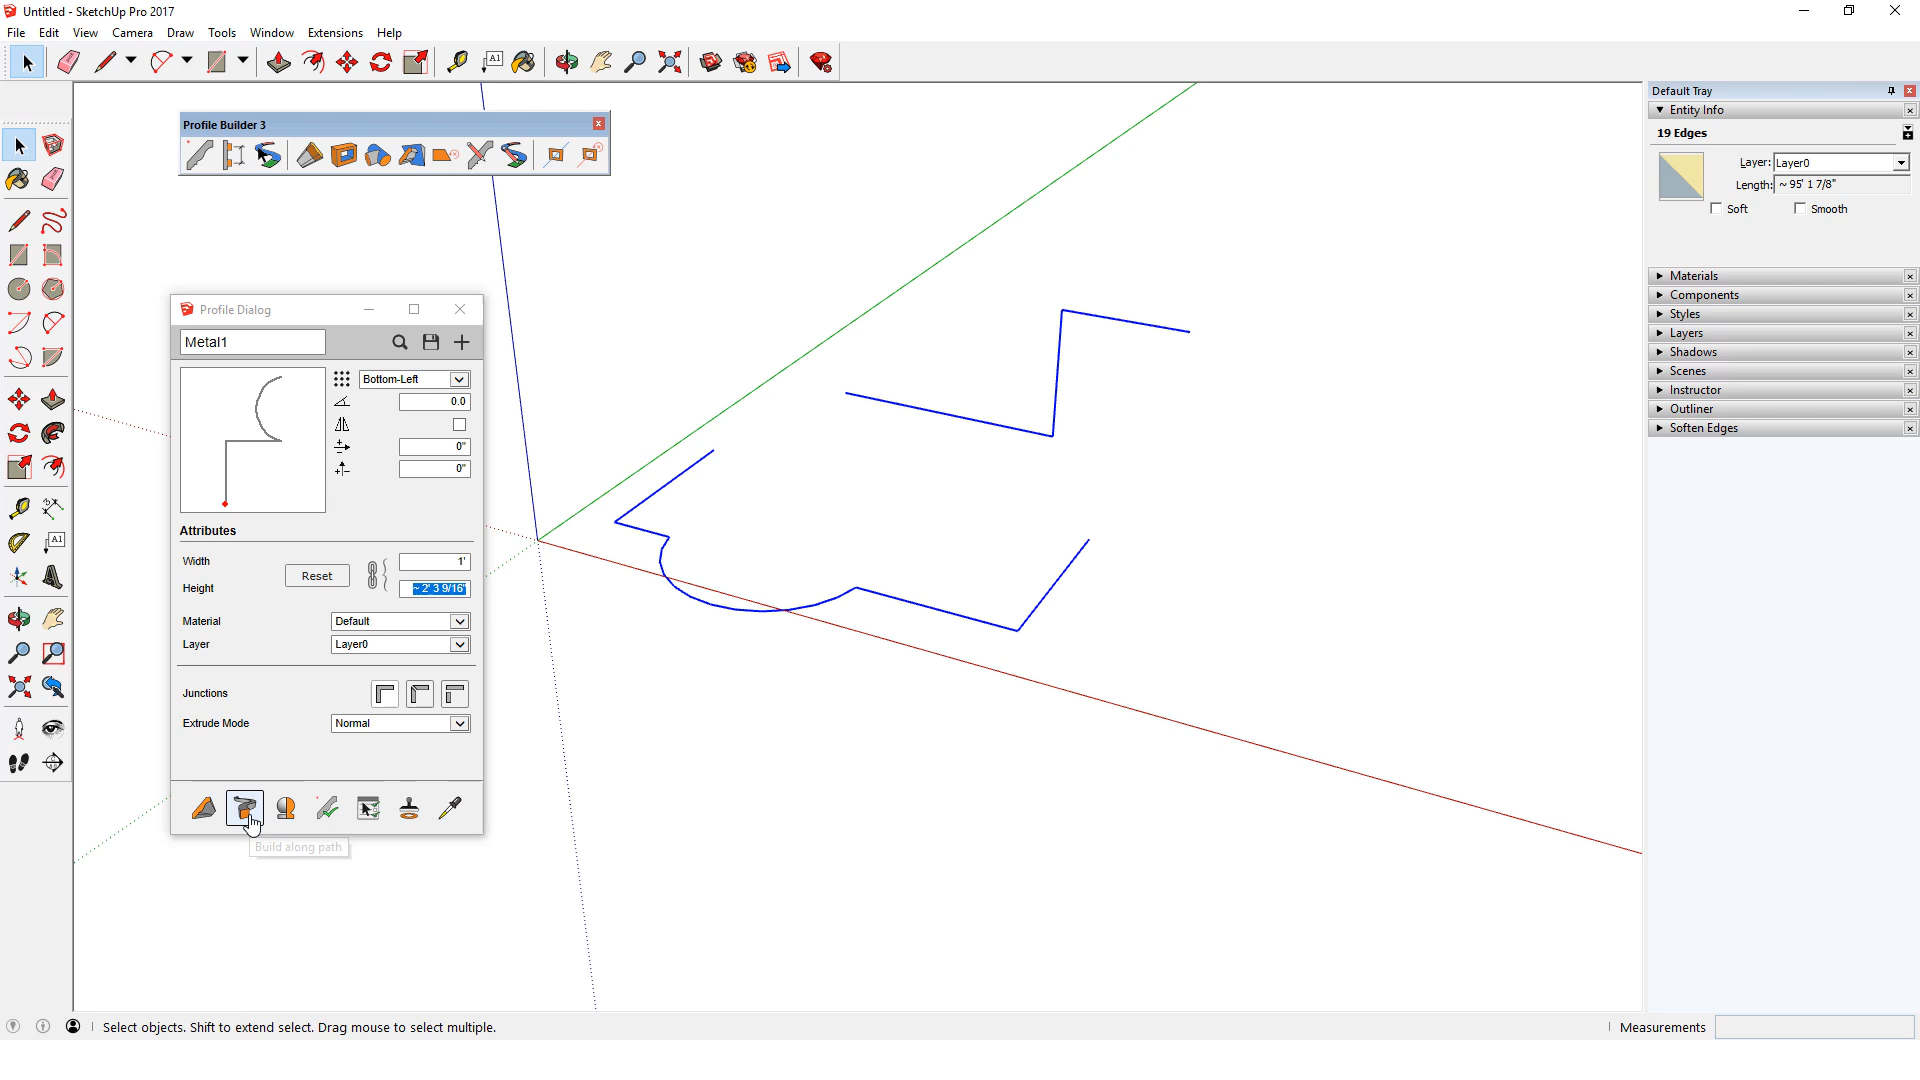 Untitled - SketchUp Pro 2017
File Edit View Camera Draw Tools Window Extensions Help
A1
Default Tray
Entity Info
19 Edges
Layer: Layer0
Length: ~ 95' 1 7/8"
Soft Smooth
Materials
Components
Styles
Layers
Shadows
Scenes
Instructor
Outliner
Soften Edges
Profile Builder 3
Profile Dialog
Metal1
Bottom-Left
0.0
0"
0"
Attributes
Width 1'
Reset
Height ~ 2' 3 9/16"
Material Default
Layer Layer0
Junctions
Extrude Mode Normal
Build along path
A1
Select objects. Shift to extend select. Drag mouse to select multiple.
Measurements